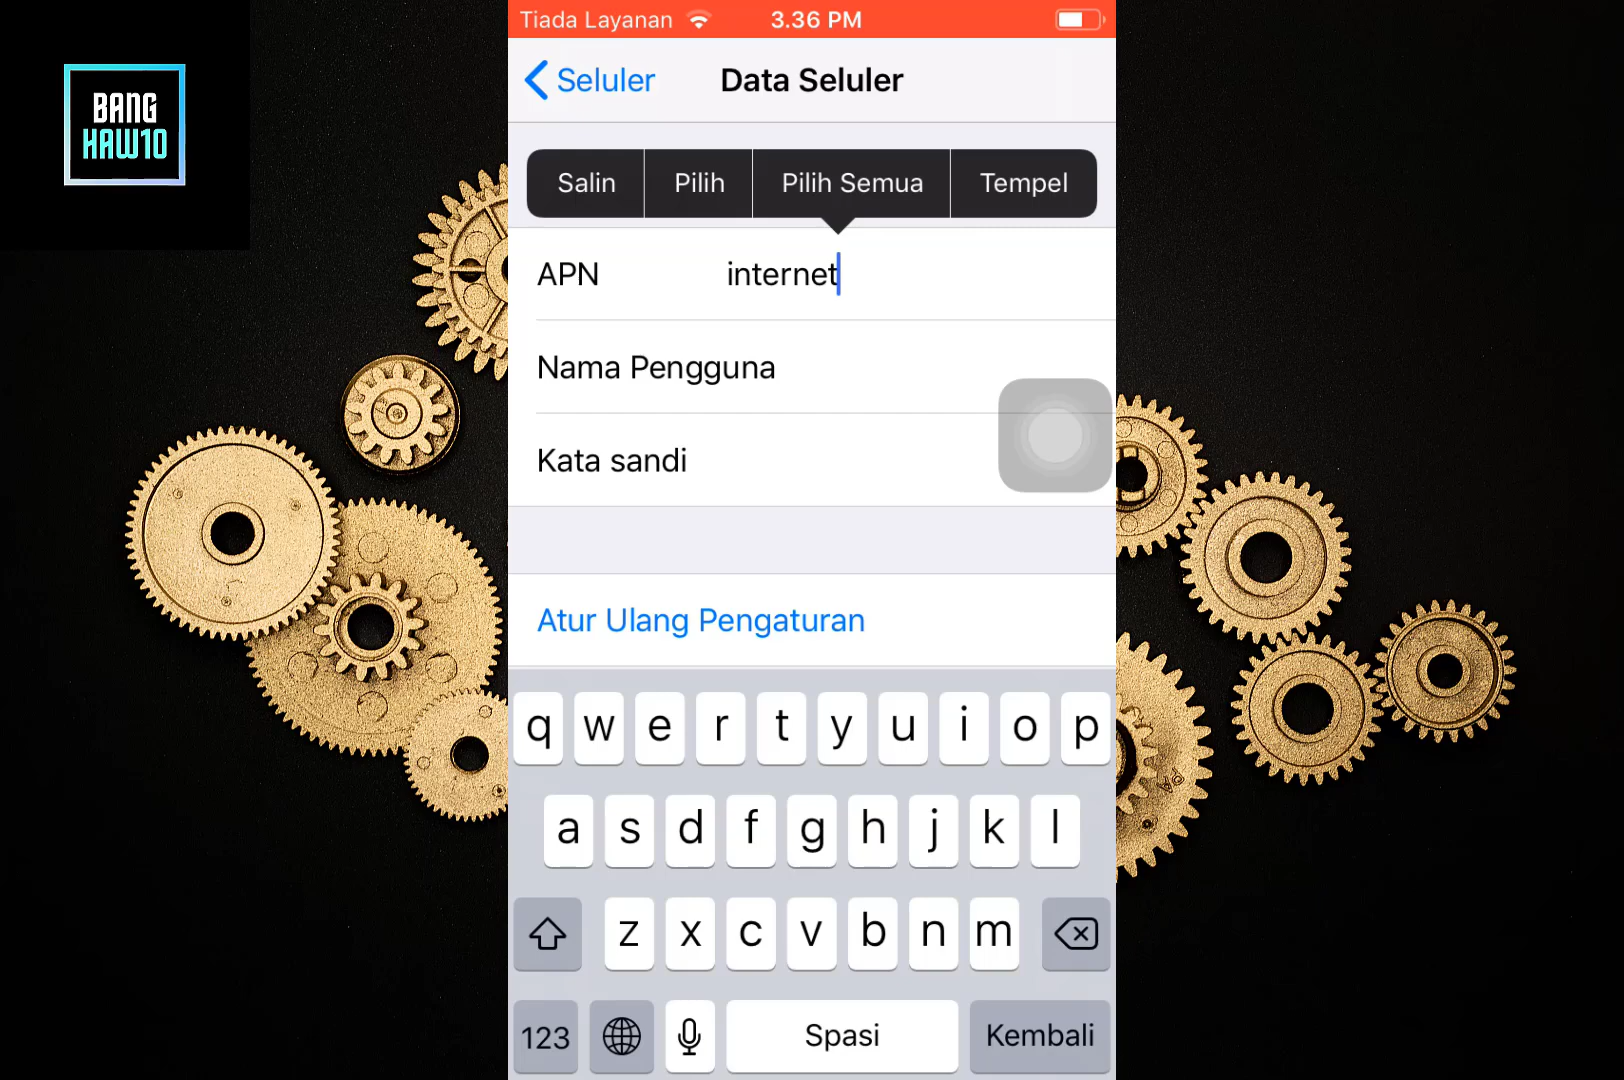 BANG
HAW10
Tiada Layanan 3.36 PM
Seluler Data Seluler
Salin Pilih Pilih Semua Tempel
APN internet
Nama Pengguna
Kata sandi
Atur Ulang Pengaturan
q w e r t y u i o p
a s d f g h j k l
z x c v b n m
123 Spasi Kembali